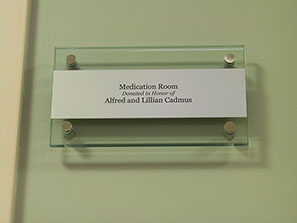 Medication Room
Donated in Honor of
Alfred and Lillian Cadmus